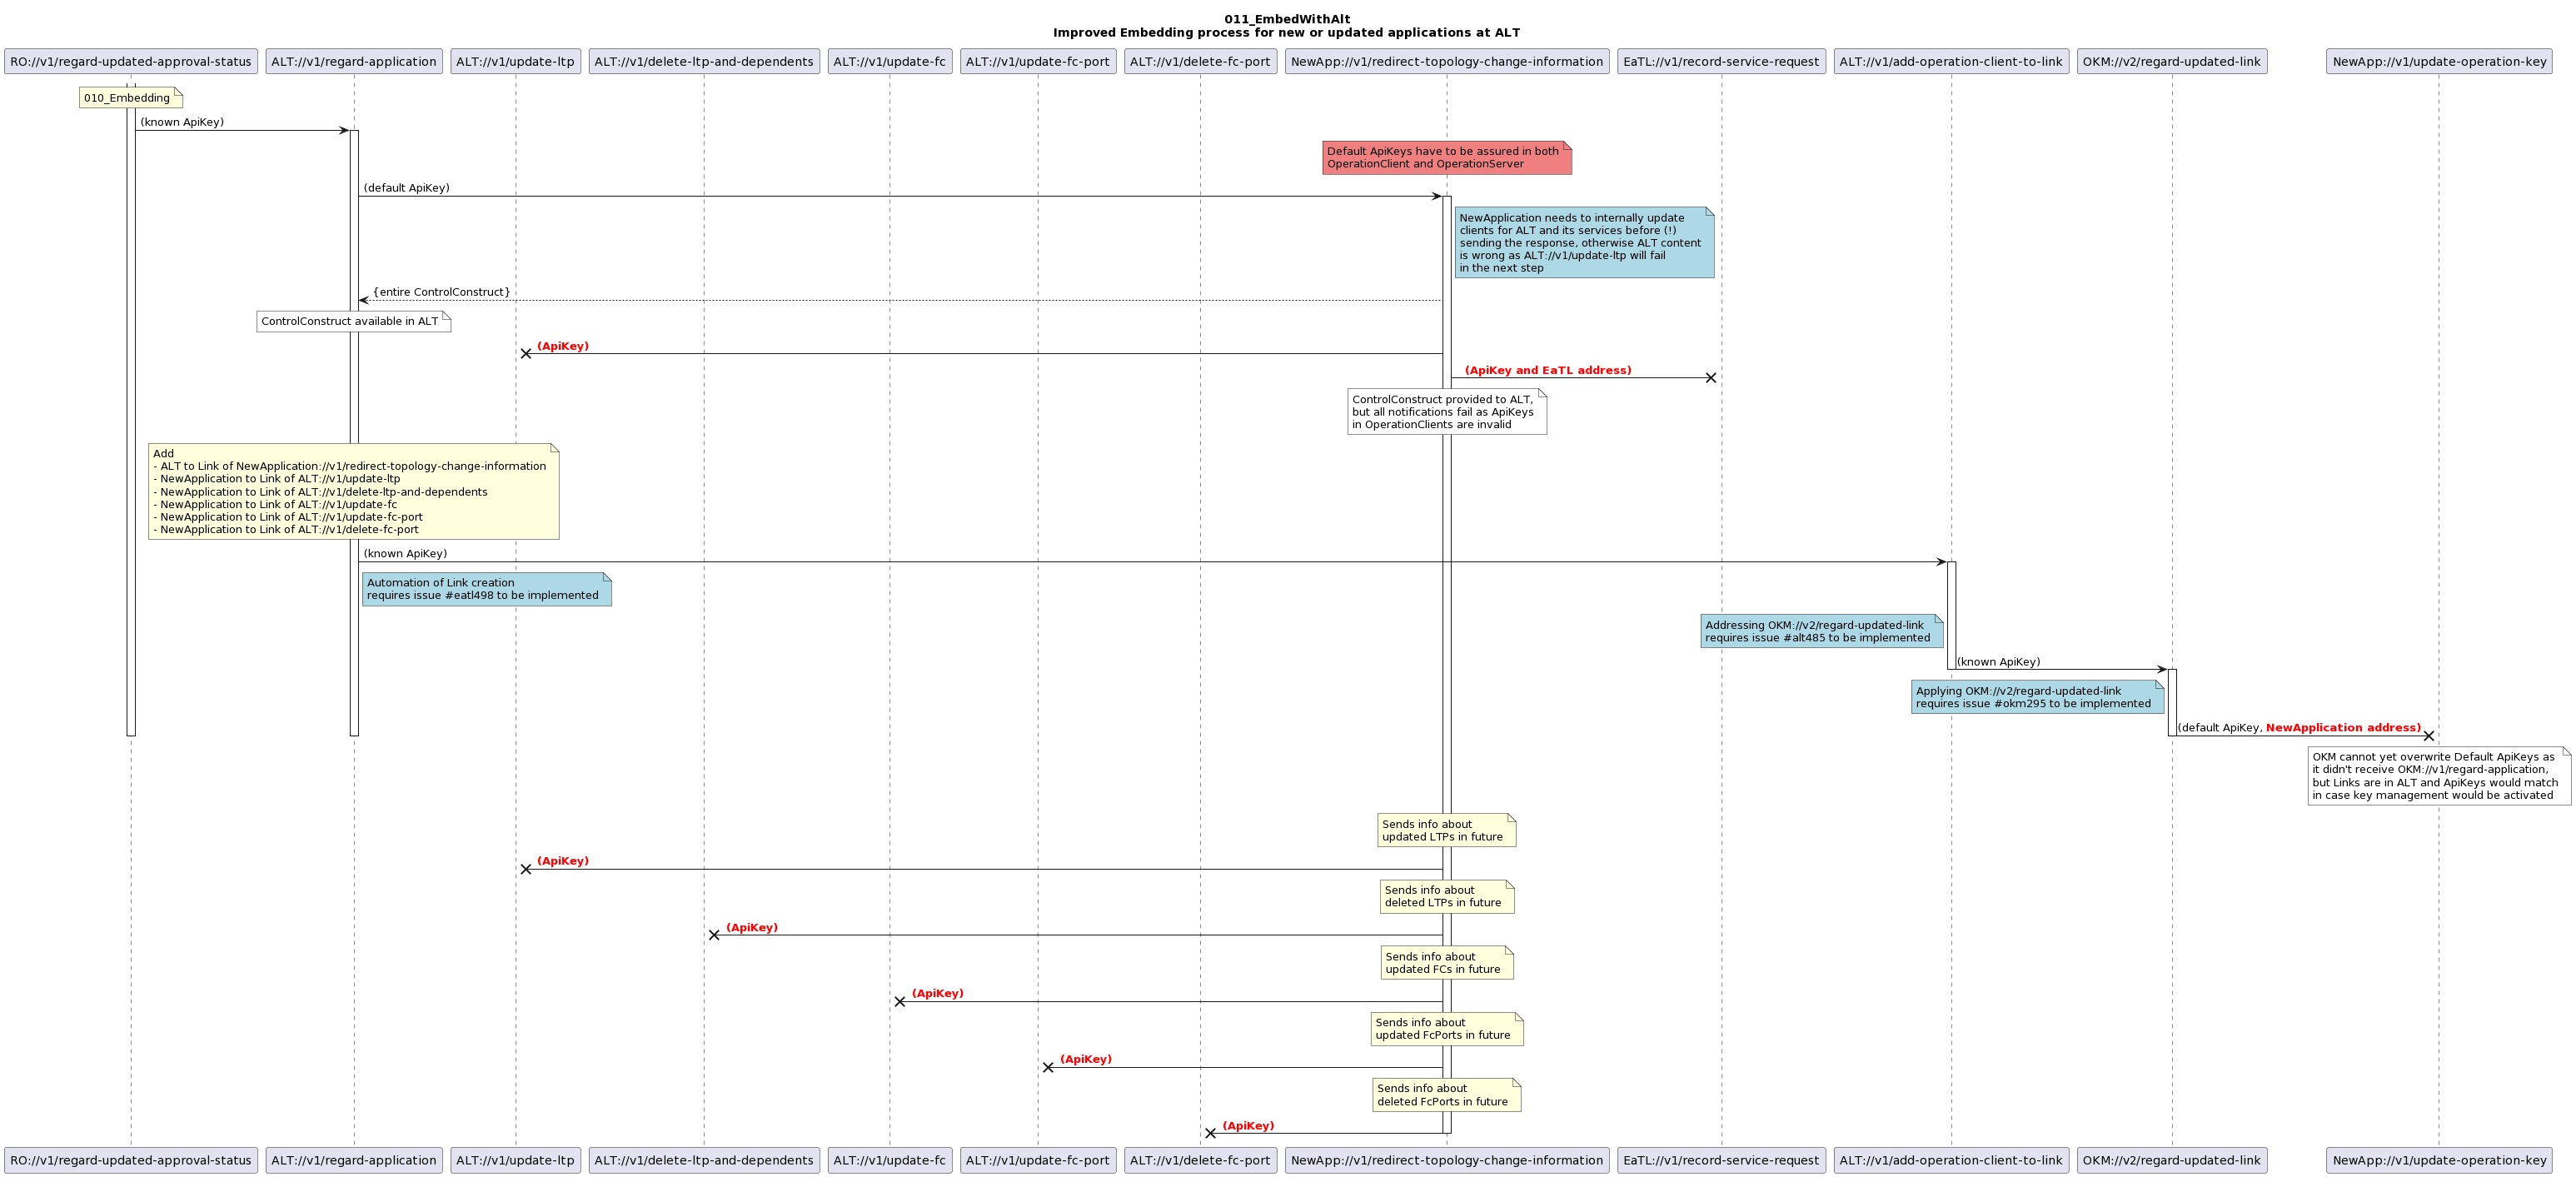 011_EmbedWithAlt
Improved Embedding process for new or updated applications at ALT
RO://v1/regard-updated-approval-status
ALT://v1/regard-application
ALT://v1/update-ltp
ALT://v1/delete-ltp-and-dependents
ALT://v1/update-fc
ALT://v1/update-fc-port
ALT://v1/delete-fc-port
NewApp://v1/redirect-topology-change-information
EaTL://v1/record-service-request
ALT://v1/add-operation-client-to-link
OKM://v2/regard-updated-link
NewApp://v1/update-operation-key
010_Embedding
(known ApiKey)
Default ApiKeys have to be assured in both
OperationClient and OperationServer
(default ApiKey)
NewApplication needs to internally update
clients for ALT and its services before (!)
sending the response, otherwise ALT content
is wrong as ALT://v1/update-ltp will fail
in the next step
{entire ControlConstruct}
ControlConstruct available in ALT
(ApiKey)
(ApiKey and EaTL address)
ControlConstruct provided to ALT,
but all notifications fail as ApiKeys
in OperationClients are invalid
Add
- ALT to Link of NewApplication://v1/redirect-topology-change-information
- NewApplication to Link of ALT://v1/update-ltp
- NewApplication to Link of ALT://v1/delete-ltp-and-dependents
- NewApplication to Link of ALT://v1/update-fc
- NewApplication to Link of ALT://v1/update-fc-port
- NewApplication to Link of ALT://v1/delete-fc-port
(known ApiKey)
Automation of Link creation
requires issue #eatl498 to be implemented
Addressing OKM://v2/regard-updated-link
requires issue #alt485 to be implemented
(known ApiKey)
Applying OKM://v2/regard-updated-link
requires issue #okm295 to be implemented
(default ApiKey, NewApplication address)
OKM cannot yet overwrite Default ApiKeys as
it didn't receive OKM://v1/regard-application,
but Links are in ALT and ApiKeys would match
in case key management would be activated
Sends info about
updated LTPs in future
(ApiKey)
Sends info about
deleted LTPs in future
(ApiKey)
Sends info about
updated FCs in future
(ApiKey)
Sends info about
updated FcPorts in future
(ApiKey)
Sends info about
deleted FcPorts in future
(ApiKey)
RO://v1/regard-updated-approval-status
ALT://v1/regard-application
ALT://v1/update-ltp
ALT://v1/delete-ltp-and-dependents
ALT://v1/update-fc
ALT://v1/update-fc-port
ALT://v1/delete-fc-port
NewApp://v1/redirect-topology-change-information
EaTL://v1/record-service-request
ALT://v1/add-operation-client-to-link
OKM://v2/regard-updated-link
NewApp://v1/update-operation-key